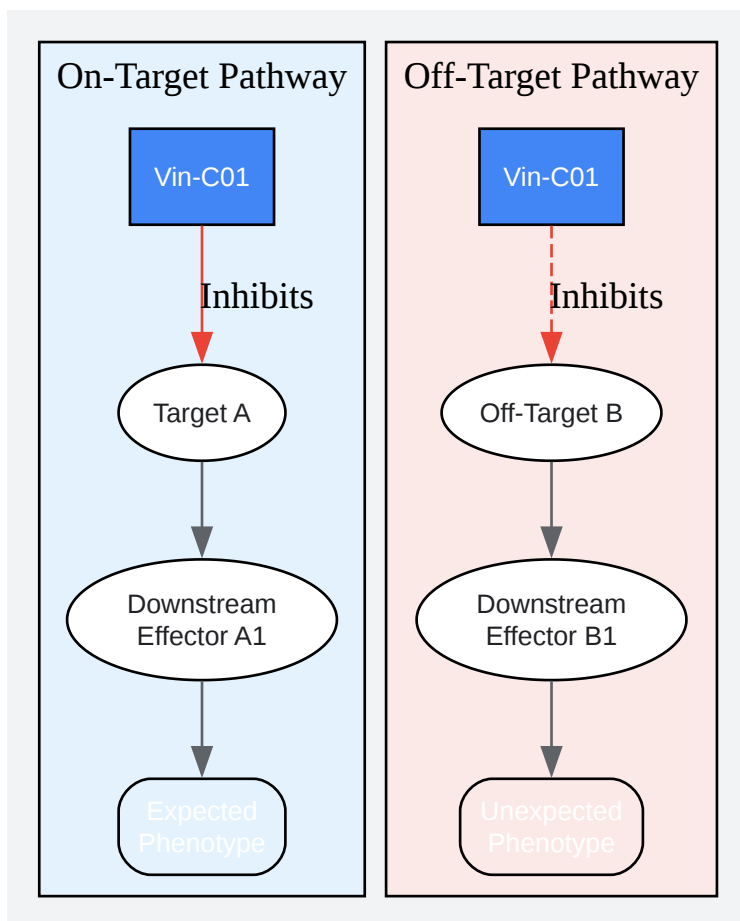 On-Target Pathway
Vin-C01
Inhibits
Target A
Downstream
Effector A1
Expected
Phenotype
Off-Target Pathway
Vin-C01
Inhibits
Off-Target B
Downstream
Effector B1
Unexpected
Phenotype